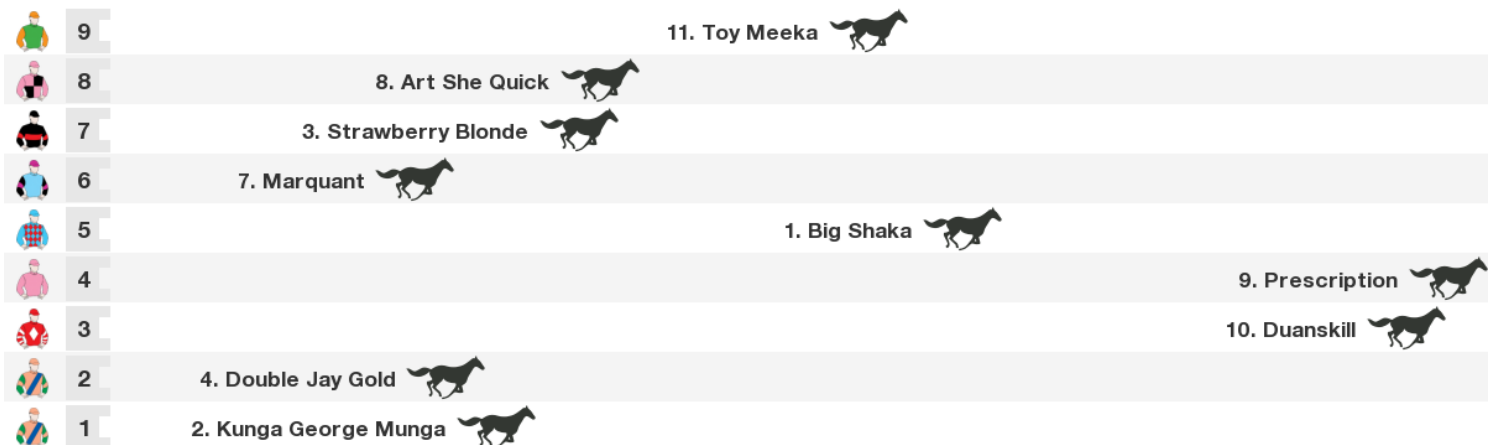 9 11. Toy Meeka
8 8. Art She Quick
7 3. Strawberry Blonde
6 7. Marquant
5 1. Big Shaka
4 9. Prescription
3 10. Duanskill
2 4. Double Jay Gold
1 2. Kunga George Munga